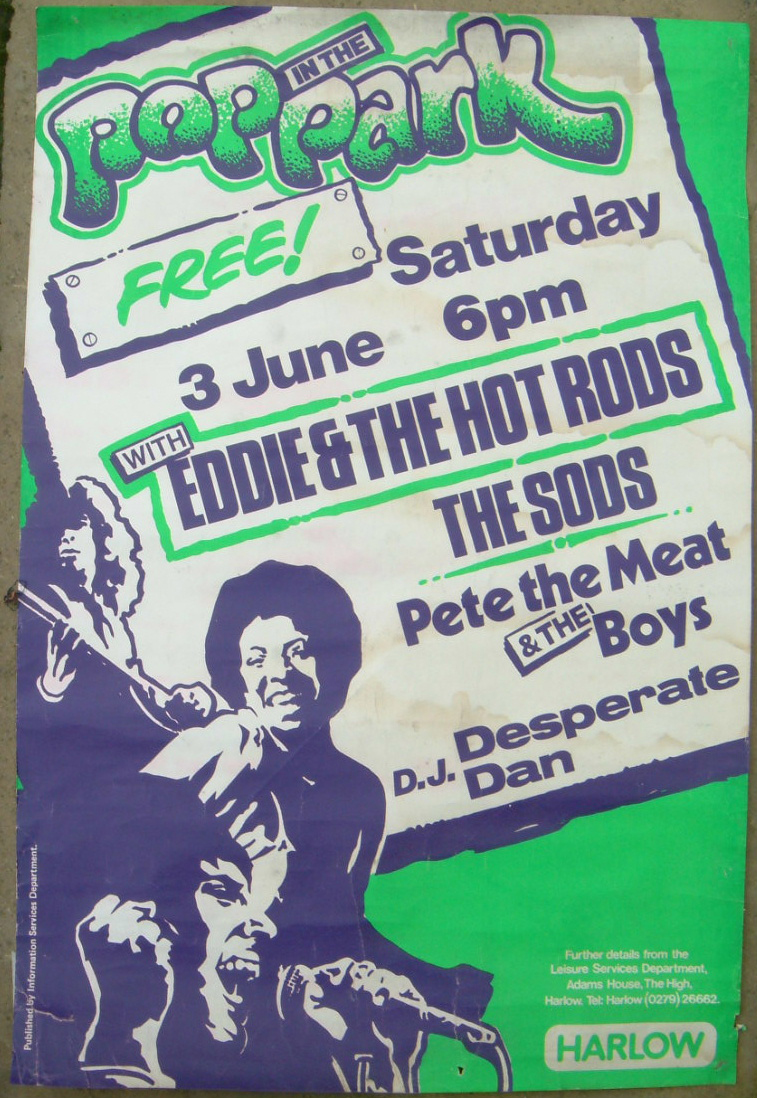 POP IN THE PARK
FREE!
Saturday
3 June 6pm
WITH EDDIE & THE HOT RODS
THE SODS
Pete the Meat
& THE Boys
D.J. Desperate
Dan
Further details from the
Leisure Services Department,
Adams House, The High,
Harlow. Tel: Harlow (0279) 26662.
HARLOW
Published by Information Services Department.